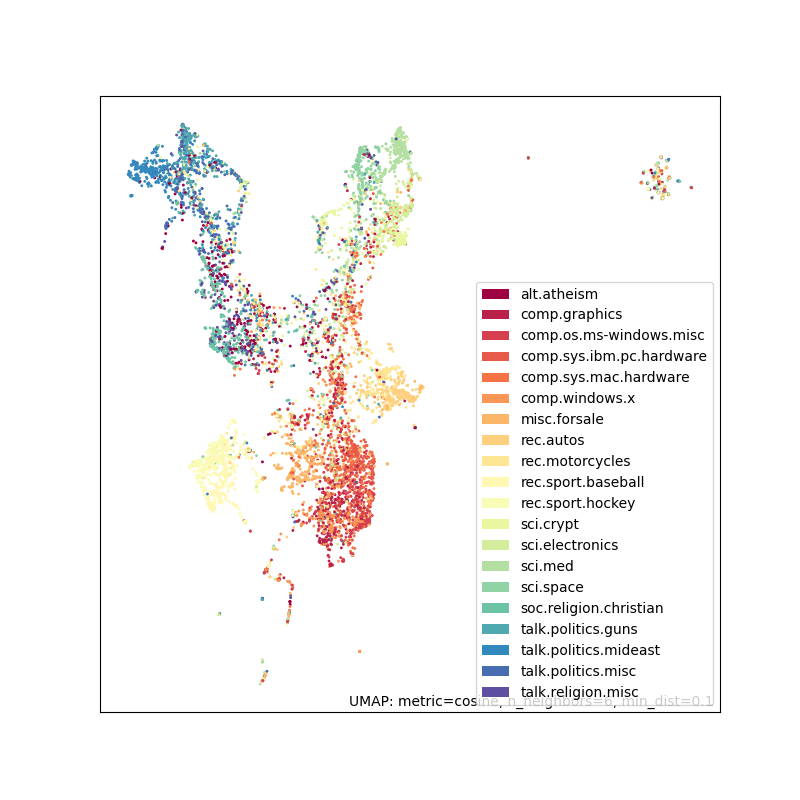 alt.atheism
comp.graphics
comp.os.ms-windows.misc
comp.sys.ibm.pc.hardware
comp.sys.mac.hardware
comp.windows.x
misc.forsale
rec.autos
rec.motorcycles
rec.sport.baseball
rec.sport.hockey
sci.crypt
sci.electronics
sci.med
sci.space
soc.religion.christian
talk.politics.guns
talk.politics.mideast
talk.politics.misc
talk.religion.misc
UMAP: metric=cosine, n_neighbors=6, min_dist=0.1